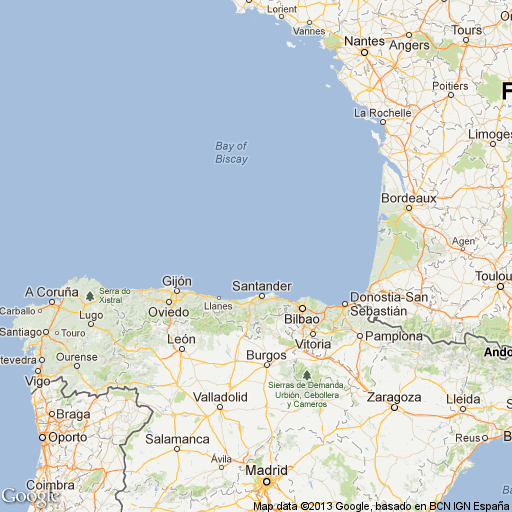 Lorient
Vannes
Tours
Angers
Nantes
F
Poitiers
La Rochelle
Limoges
Bay of
Biscay
Bordeaux
Agen
Toulou
A Coruña
Serra do
Xistral
Gijón
Santander
Donostia-San
Sebastián
Carballo
Llanes
Lugo
Oviedo
Bilbao
Santiago
Touro
Vitoria
Pamplona
León
Ando
tevedra
Ourense
Burgos
Vigo
Sierras de Demanda,
Urbión, Cebollera
y Cameros
Valladolid
Zaragoza
Lleida
Braga
Oporto
Salamanca
Reus
Ávila
Madrid
Coimbra
Google
Map data ©2013 Google, basado en BCN IGN España